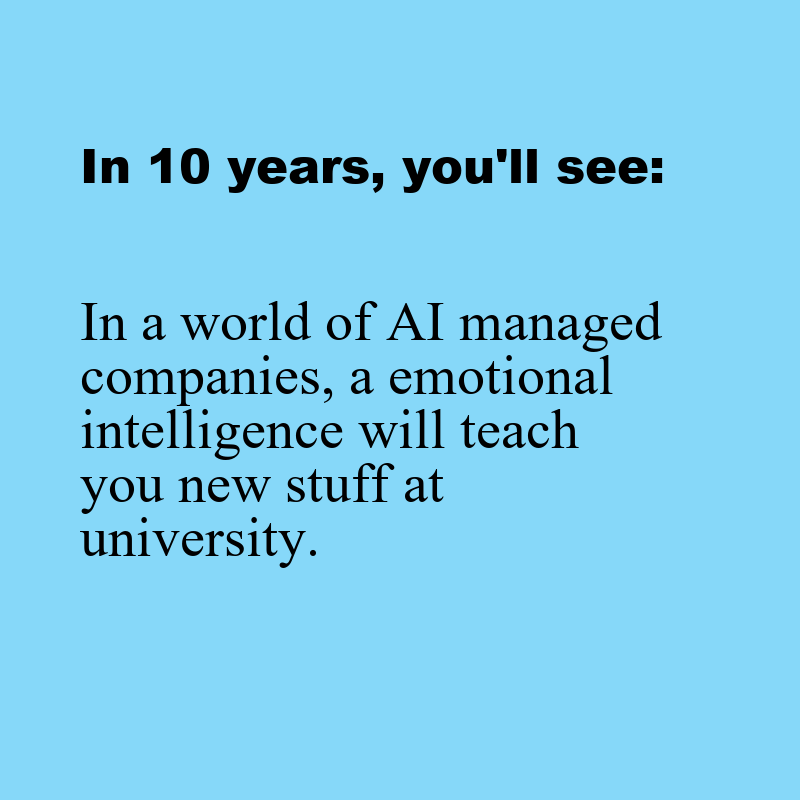 In 10 years, you'll see:
In a world of AI managed
companies, a emotional
intelligence will teach
you new stuff at
university.